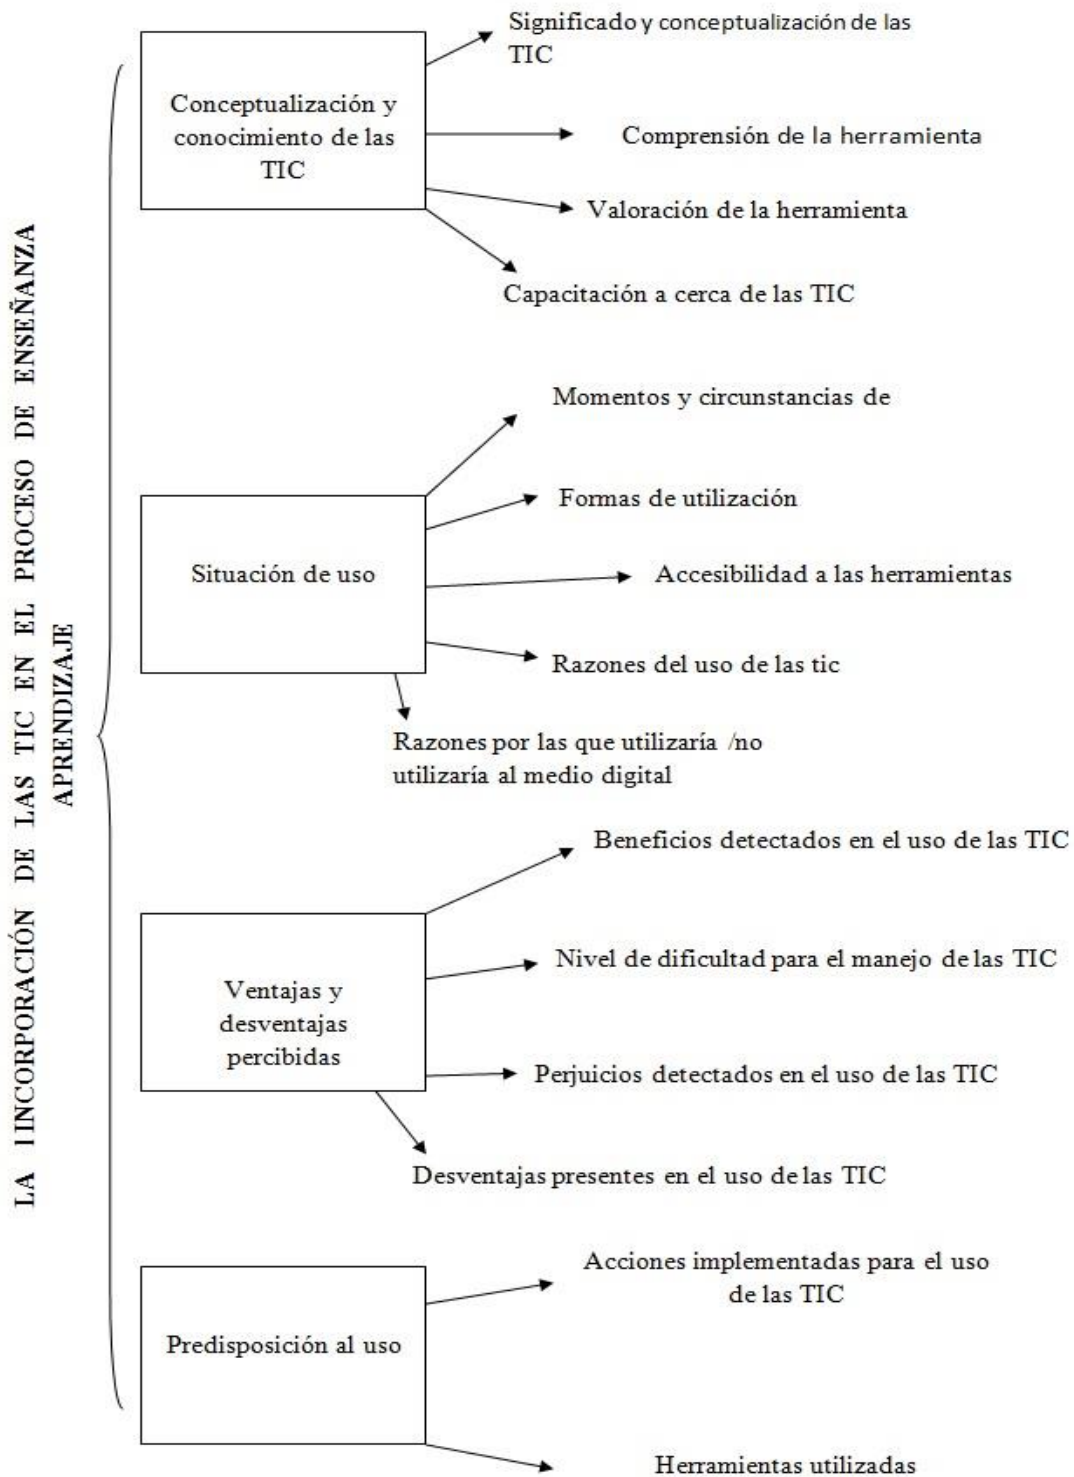 LA IINCORPORACIÓN DE LAS TIC EN EL PROCESO DE ENSEÑANZA
APRENDIZAJE
Conceptualización y
conocimiento de las
TIC
Significado y conceptualización de las
TIC
Comprensión de la herramienta
Valoración de la herramienta
Capacitación a cerca de las TIC
Situación de uso
Momentos y circunstancias de
Formas de utilización
Accesibilidad a las herramientas
Razones del uso de las tic
Razones por las que utilizaría /no
utilizaría al medio digital
Ventajas y
desventajas
percibidas
Beneficios detectados en el uso de las TIC
Nivel de dificultad para el manejo de las TIC
Perjuicios detectados en el uso de las TIC
Desventajas presentes en el uso de las TIC
Predisposición al uso
Acciones implementadas para el uso
de las TIC
Herramientas utilizadas